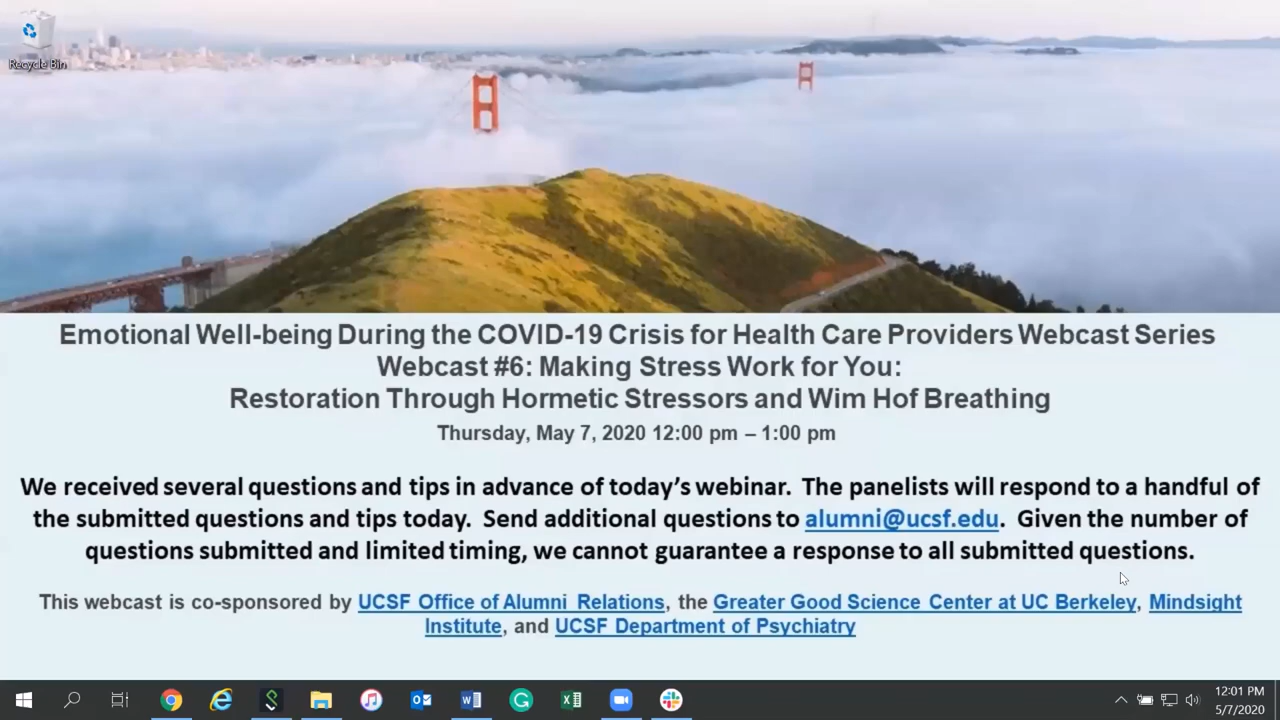 Recycle Bin
Emotional Well-being During the COVID-19 Crisis for Health Care Providers Webcast Series
Webcast #6: Making Stress Work for You:
Restoration Through Hormetic Stressors and Wim Hof Breathing
Thursday, May 7, 2020 12:00 pm – 1:00 pm
We received several questions and tips in advance of today's webinar. The panelists will respond to a handful of
the submitted questions and tips today. Send additional questions to alumni@ucsf.edu. Given the number of
questions submitted and limited timing, we cannot guarantee a response to all submitted questions.
This webcast is co-sponsored by UCSF Office of Alumni Relations, the Greater Good Science Center at UC Berkeley, Mindsight
Institute, and UCSF Department of Psychiatry
12:01 PM
5/7/2020